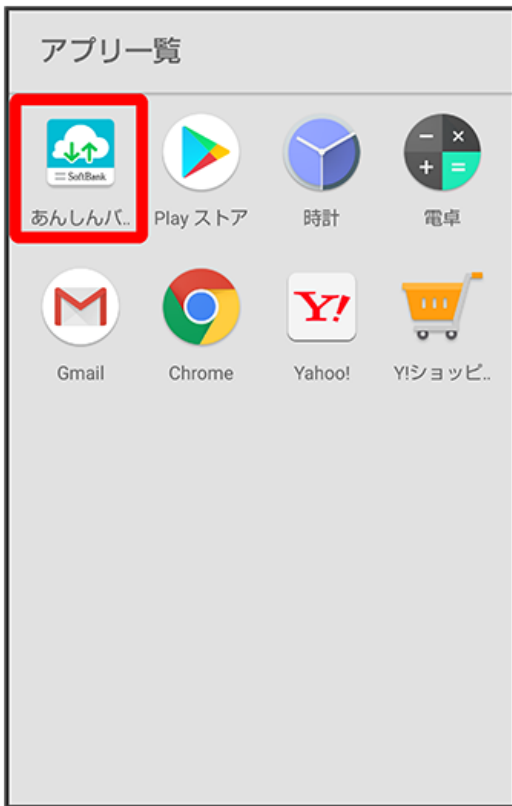 アプリ一覧
SoftBank
あんしんバ..
Play ストア
時計
電卓
Y!
Gmail
Chrome
Yahoo!
Y!ショッピ..